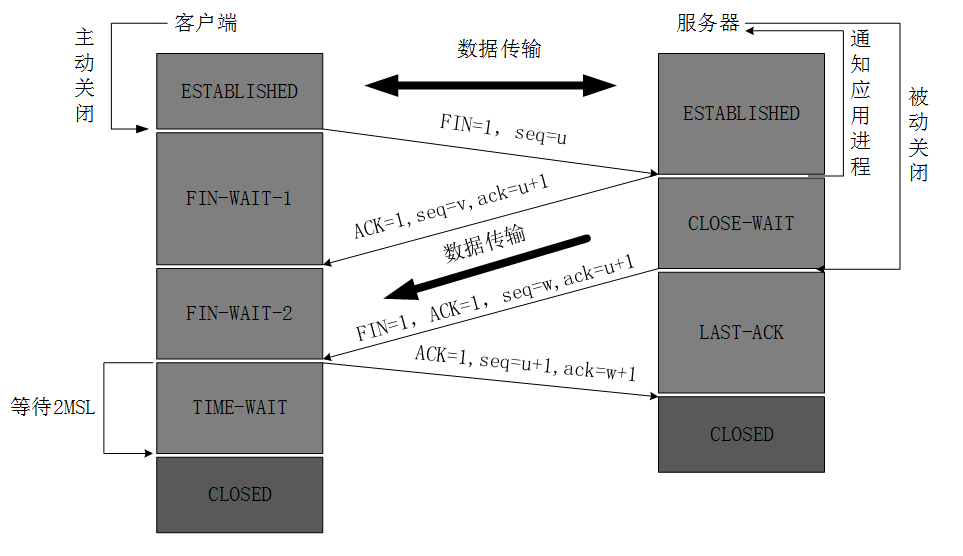 客户端
服务器
主动关闭
数据传输
通知应用进程
被动关闭
ESTABLISHED
ESTABLISHED
FIN=1, seq=u
FIN-WAIT-1
ACK=1,seq=v,ack=u+1
CLOSE-WAIT
数据传输
FIN-WAIT-2
FIN=1, ACK=1, seq=w,ack=u+1
LAST-ACK
ACK=1,seq=u+1,ack=w+1
等待2MSL
TIME-WAIT
CLOSED
CLOSED